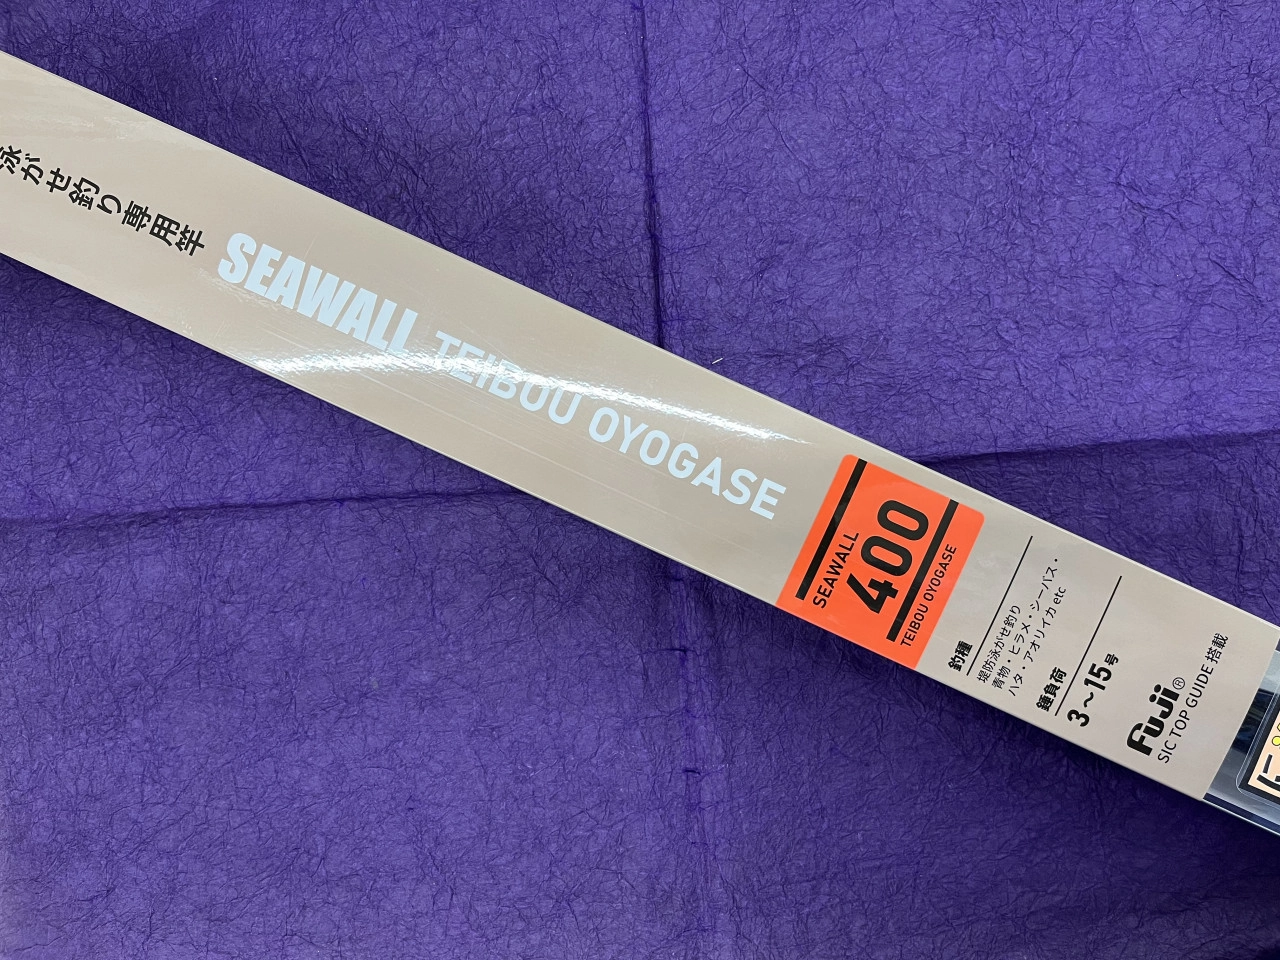 泳がせ釣り専用竿
SEAWALL TEIBOU OYOGASE
SEAWALL
400
TEIBOU OYOGASE
釣種
堤防泳がせ釣り
青物・ヒラメ・シーバス・
ハタ・アオリイカ etc
錘負荷
3～15号
Fuji®
SIC TOP GUIDE 搭載